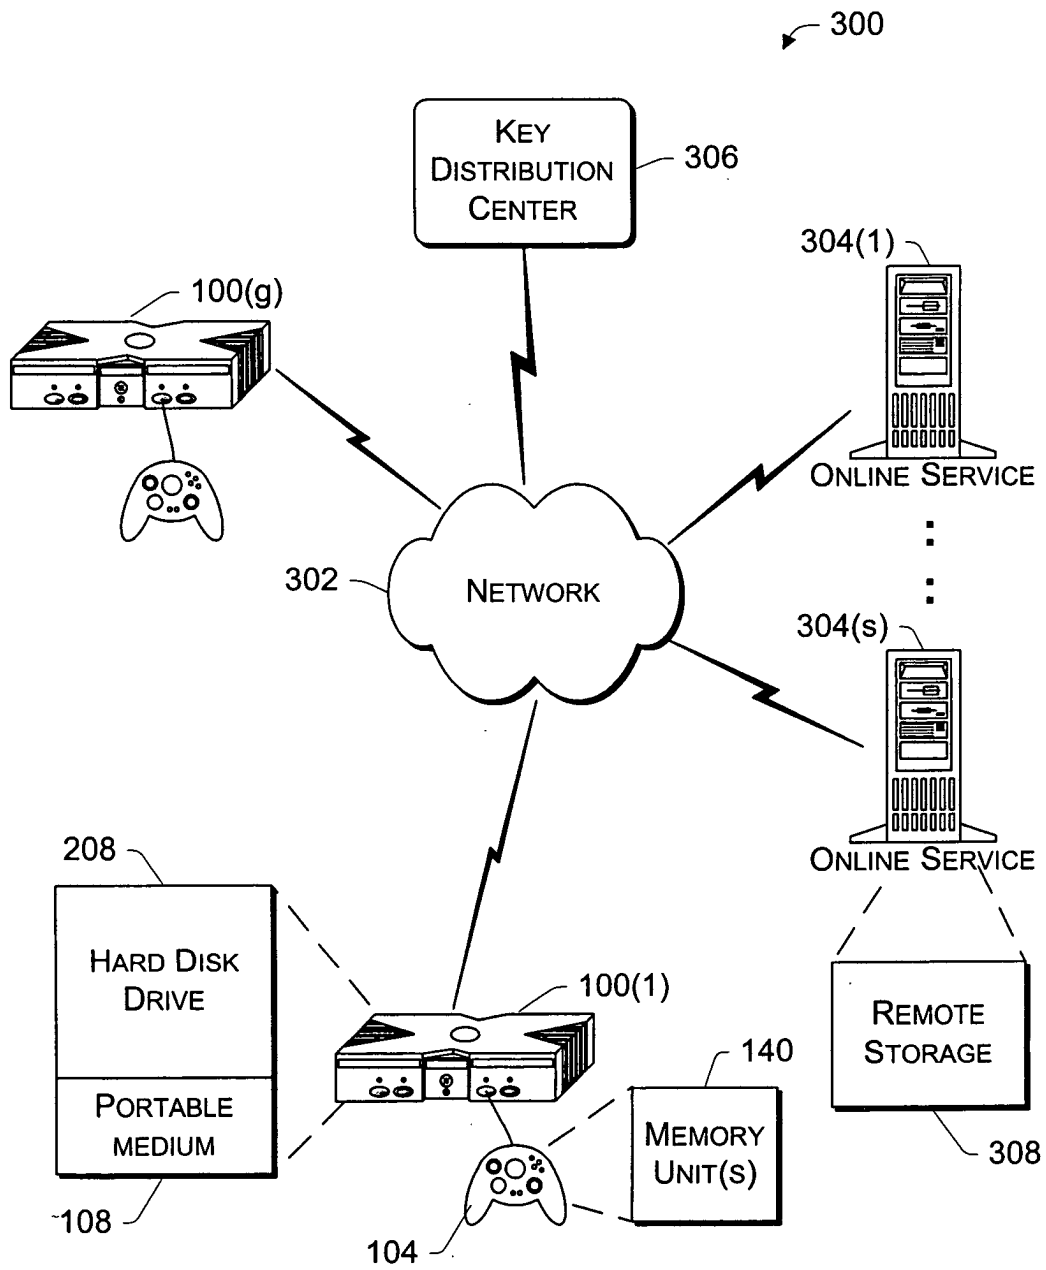 300
KEY
DISTRIBUTION
CENTER
306
304(1)
100(g)
ONLINE SERVICE
302
NETWORK
304(s)
208
ONLINE SERVICE
HARD DISK
DRIVE
100(1)
REMOTE
STORAGE
140
PORTABLE
MEDIUM
MEMORY
UNIT(S)
308
108
104